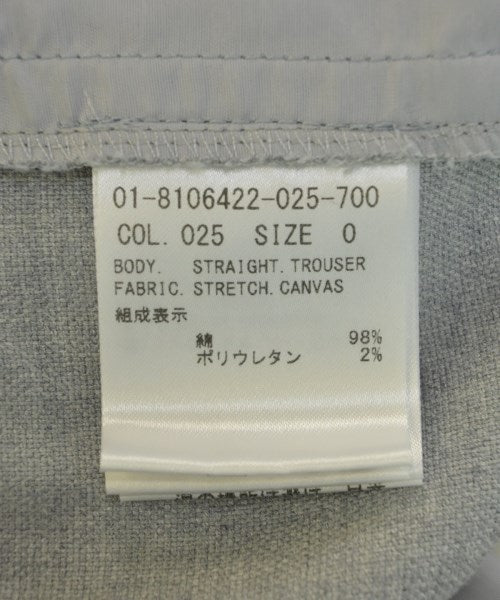 01-8106422-025-700
COL. 025 SIZE 0
BODY. STRAIGHT. TROUSER
FABRIC. STRETCH. CANVAS
組成表示
綿 98%
ポリウレタン 2%